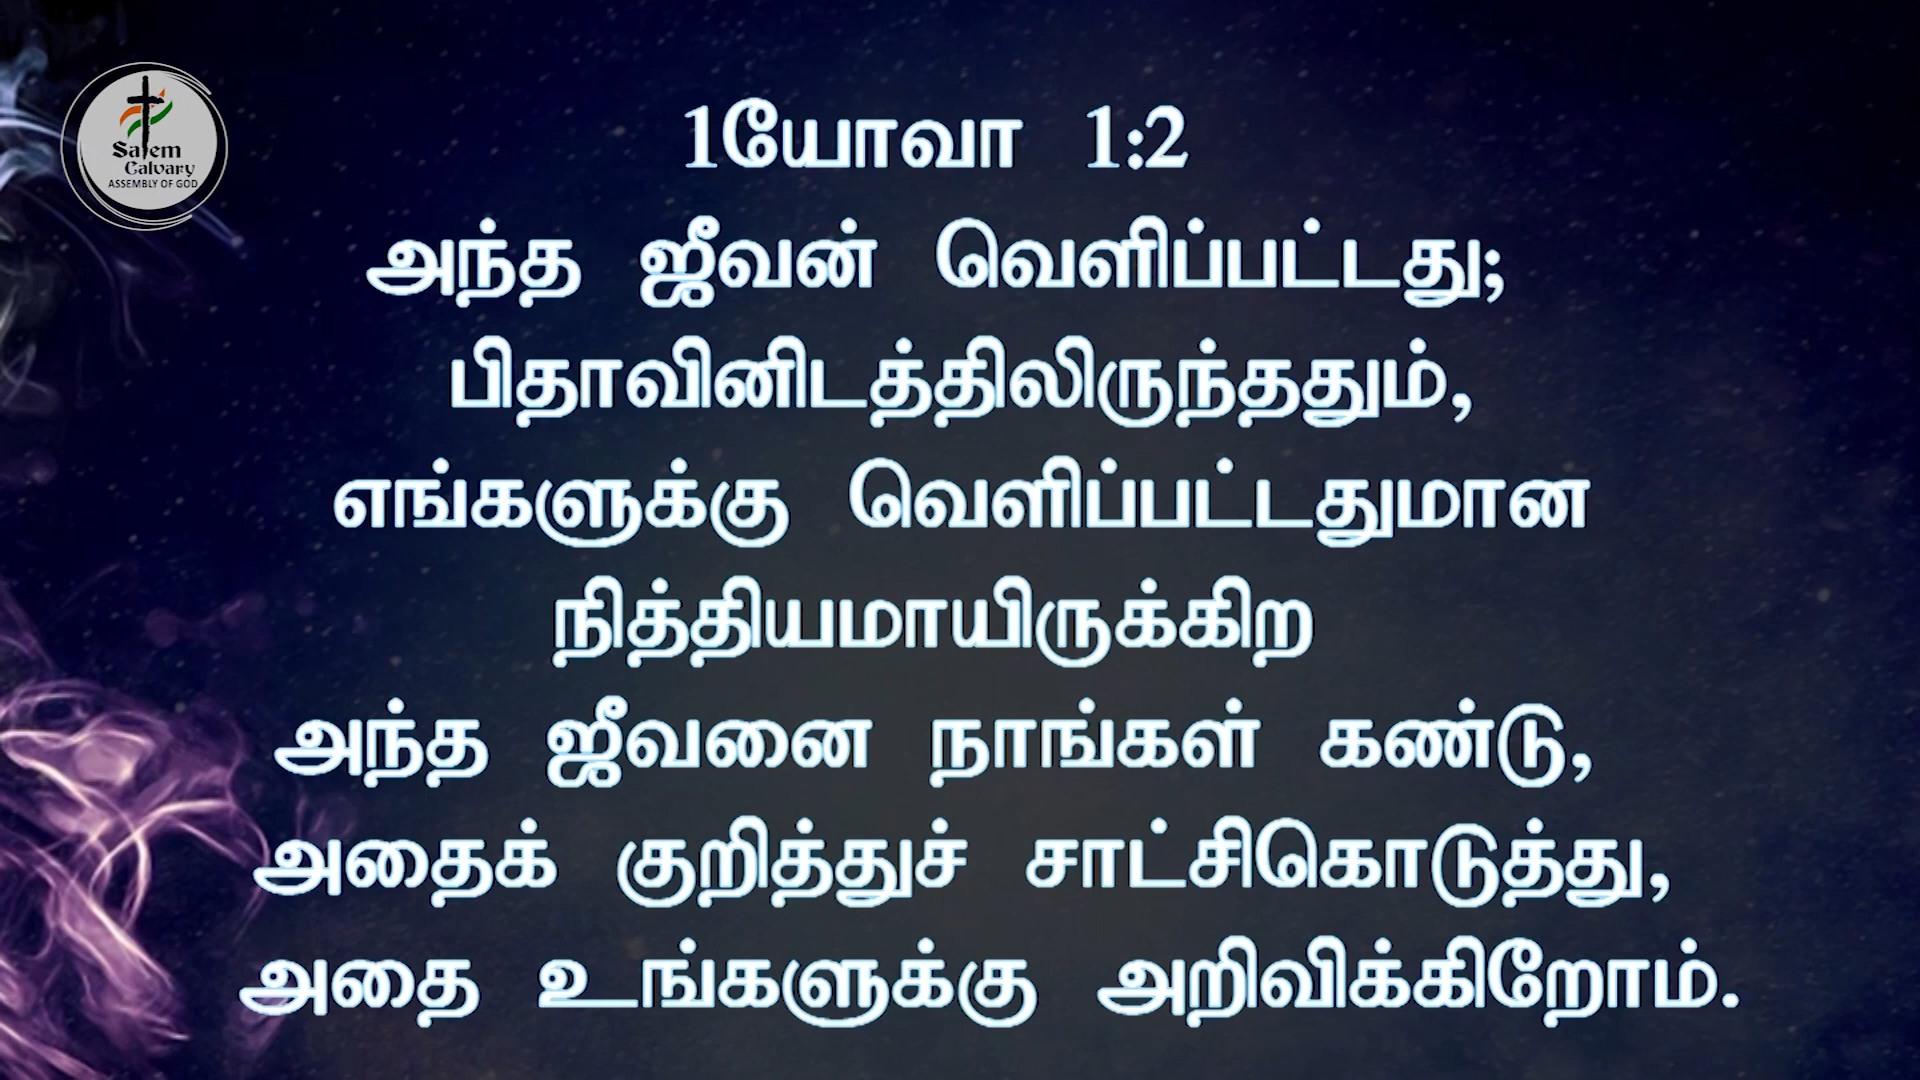 Salem
Calvary
ASSEMBLY OF GOD
1யோவா 1:2
அந்த ஜீவன் வெளிப்பட்டது;
பிதாவினிடத்திலிருந்ததும்,
எங்களுக்கு வெளிப்பட்டதுமான
நித்தியமாயிருக்கிற
அந்த ஜீவனை நாங்கள் கண்டு,
அதைக் குறித்துச் சாட்சிகொடுத்து,
அதை உங்களுக்கு அறிவிக்கிறோம்.